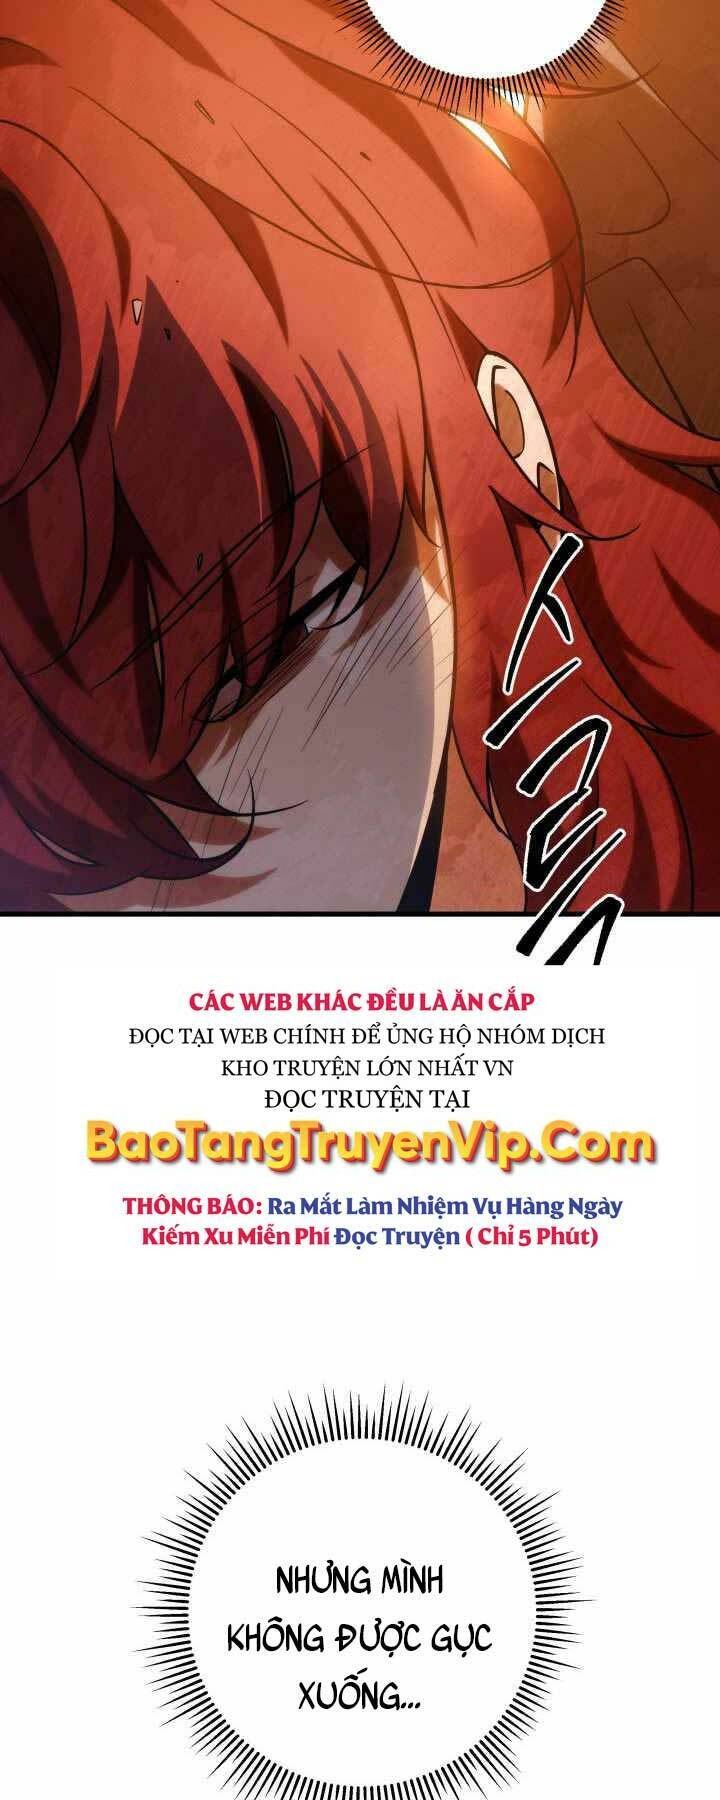 으윽
CÁC WEB KHÁC ĐỀU LÀ ĂN CẮP
ĐỌC TẠI WEB CHÍNH ĐỂ ỦNG HỘ NHÓM DỊCH
KHO TRUYỆN LỚN NHẤT VN
ĐỌC TRUYỆN TẠI
BaoTangTruyenVip.Com
THÔNG BÁO: Ra Mắt Làm Nhiệm Vụ Hàng Ngày
Kiếm Xu Miễn Phí Đọc Truyện ( Chỉ 5 Phút)
NHƯNG MÌNH
KHÔNG ĐƯỢC GỤC
XUỐNG...